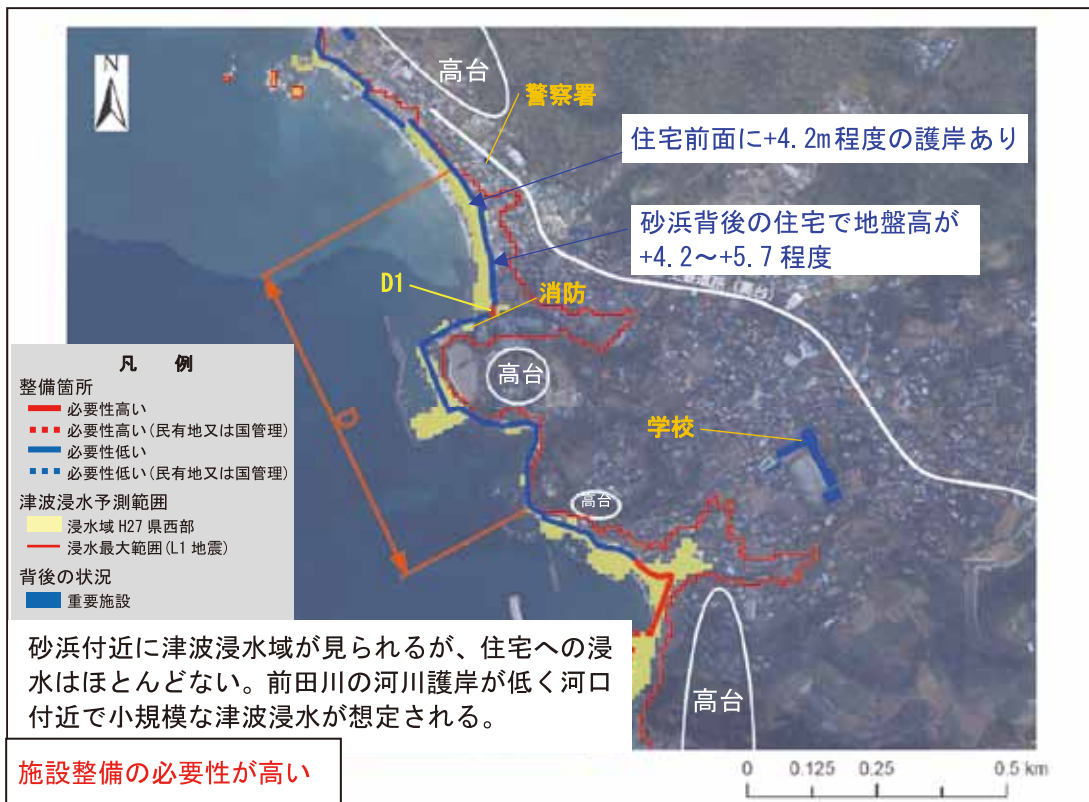 N
高台
警察署
住宅前面に+4.2m程度の護岸あり
砂浜背後の住宅で地盤高が
+4.2～+5.7 程度
D1
消防
高台
D
学校
高台
高台
凡 例
整備箇所
必要性高い
必要性高い(民有地又は国管理)
必要性低い
必要性低い(民有地又は国管理)
津波浸水予測範囲
浸水域 H27 県西部
浸水最大範囲(L1 地震)
背後の状況
重要施設
砂浜付近に津波浸水域が見られるが、住宅への浸
水はほとんどない。前田川の河川護岸が低く河口
付近で小規模な津波浸水が想定される。
施設整備の必要性が高い
0 0.125 0.25 0.5 km